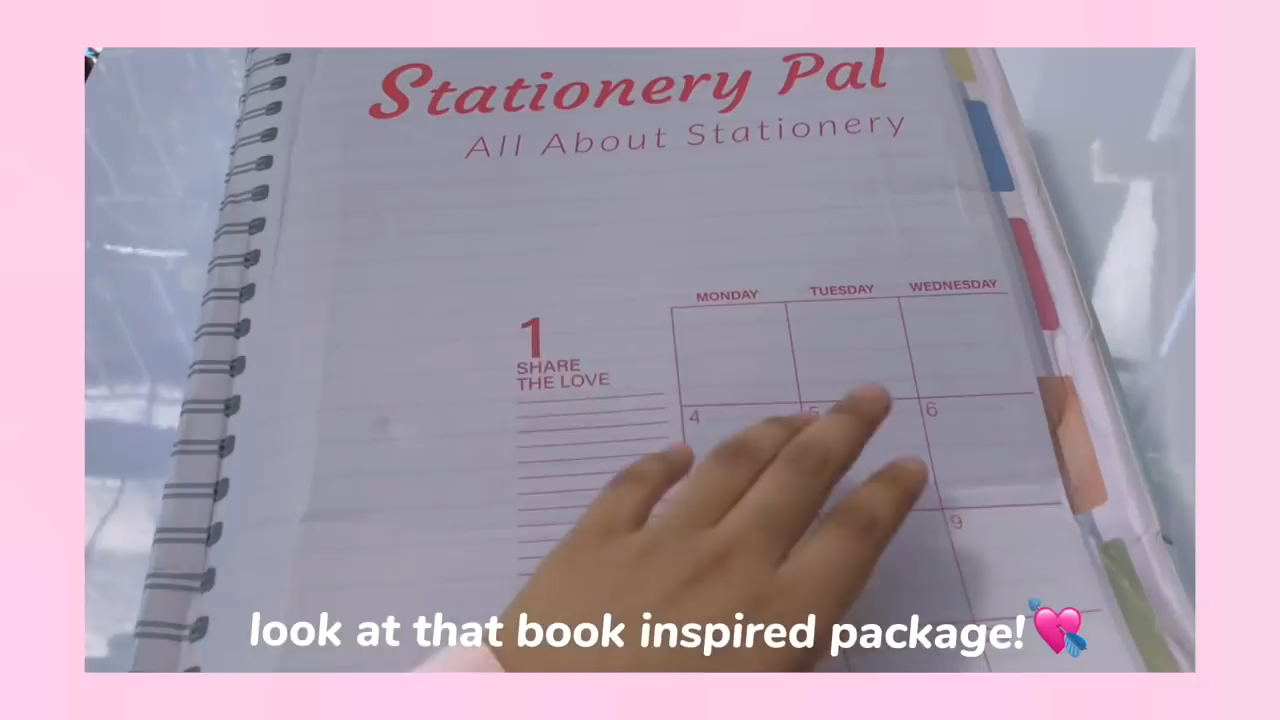 Stationery Pal
All About Stationery
MONDAY TUESDAY WEDNESDAY
1
SHARE
THE LOVE
4 5 6
9
look at that book inspired package!💘